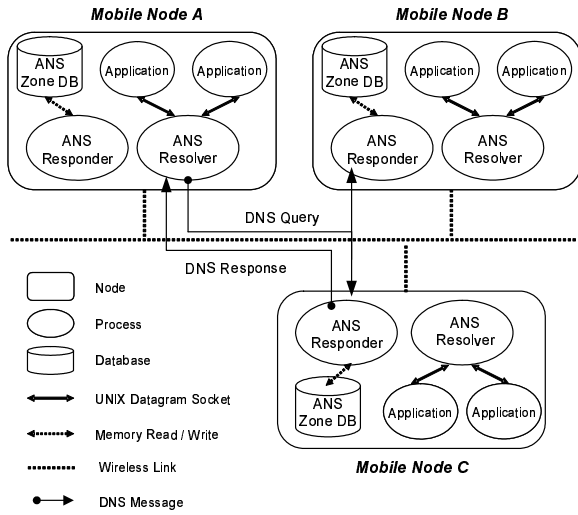 Mobile Node A
ANS
Zone DB
Application
Application
ANS
Responder
ANS
Resolver
Mobile Node B
ANS
Zone DB
Application
Application
ANS
Responder
ANS
Resolver
DNS Query
DNS Response
ANS
Responder
ANS
Resolver
ANS
Zone DB
Application
Application
Mobile Node C
Node
Process
Database
UNIX Datagram Socket
Memory Read / Write
Wireless Link
DNS Message